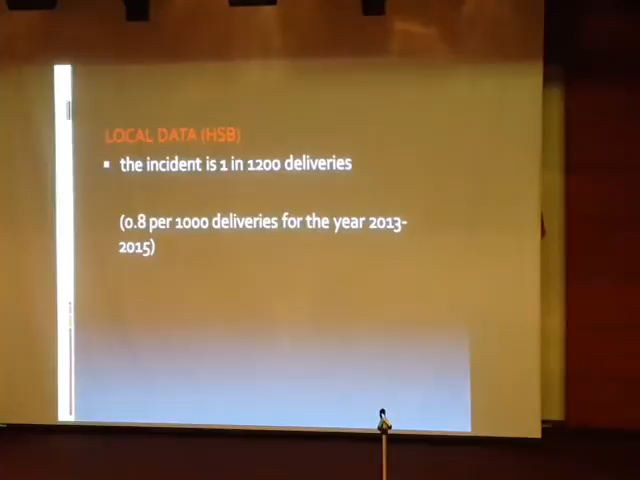 LOCAL DATA (HSB)
▪ the incident is 1 in 1200 deliveries
(0.8 per 1000 deliveries for the year 2013-
2015)